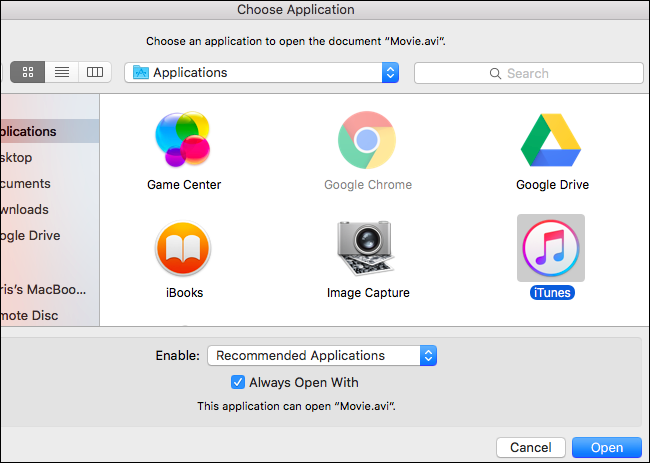 Choose Application
Choose an application to open the document “Movie.avi”.
Applications
Search
plications
sktop
cuments
wnloads
ogle Drive
ris’s MacBoo...
mote Disc
Game Center
Google Chrome
Google Drive
iBooks
Image Capture
iTunes
Enable: Recommended Applications
Always Open With
This application can open “Movie.avi”.
Cancel
Open